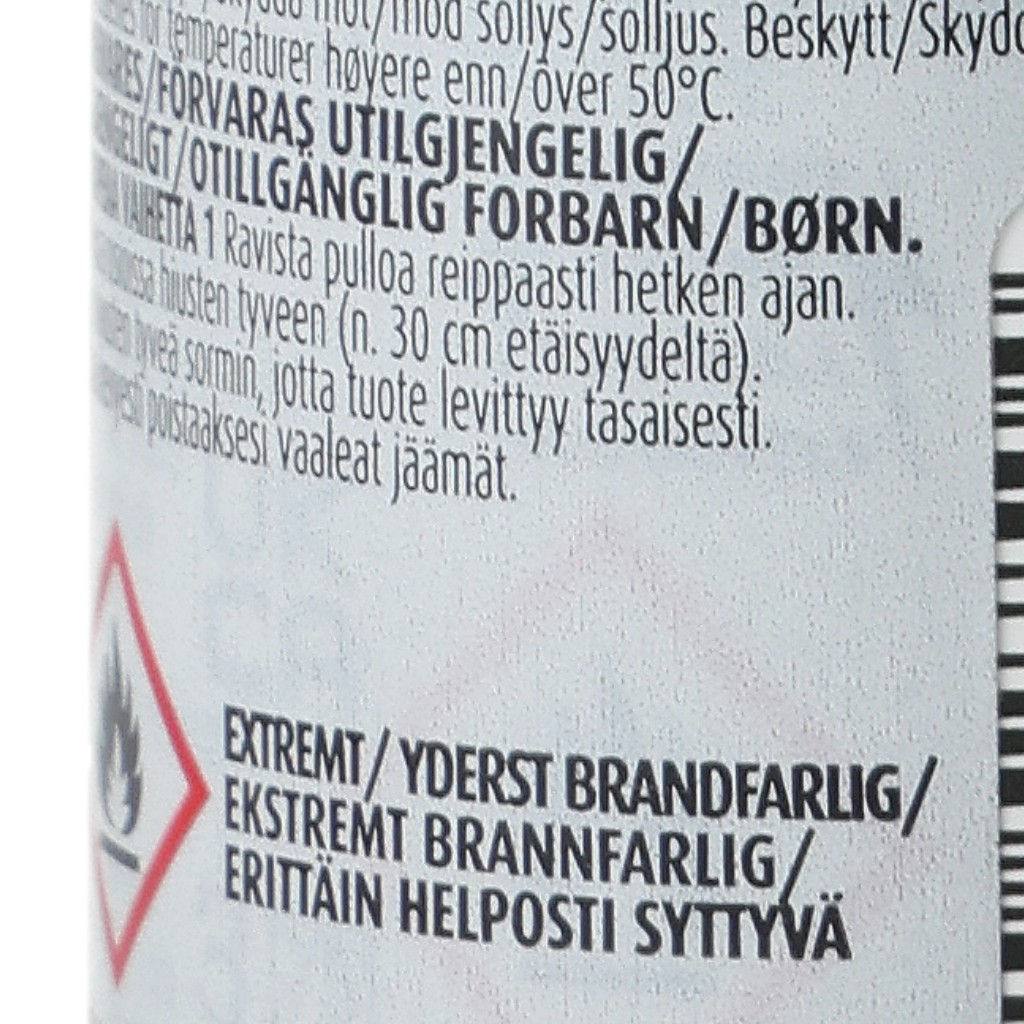 mot/mod sollys/solljus. Beskytt/Skydd
for temperaturer høyere enn/över 50°C.
/FÖRVARAS UTILGJENGELIG/
/OTILLGÄNGLIG FOR BARN/BØRN.
VAIHETTA 1 Ravista pulloa reippaasti hetken ajan.
hiusten tyveen (n. 30 cm etäisyydeltä).
tyveä sormin, jotta tuote levittyy tasaisesti.
poistaaksesi vaaleat jäämät.
EXTREMT/YDERST BRANDFARLIG/
EKSTREMT BRANNFARLIG/
ERITTÄIN HELPOSTI SYTTYVÄ